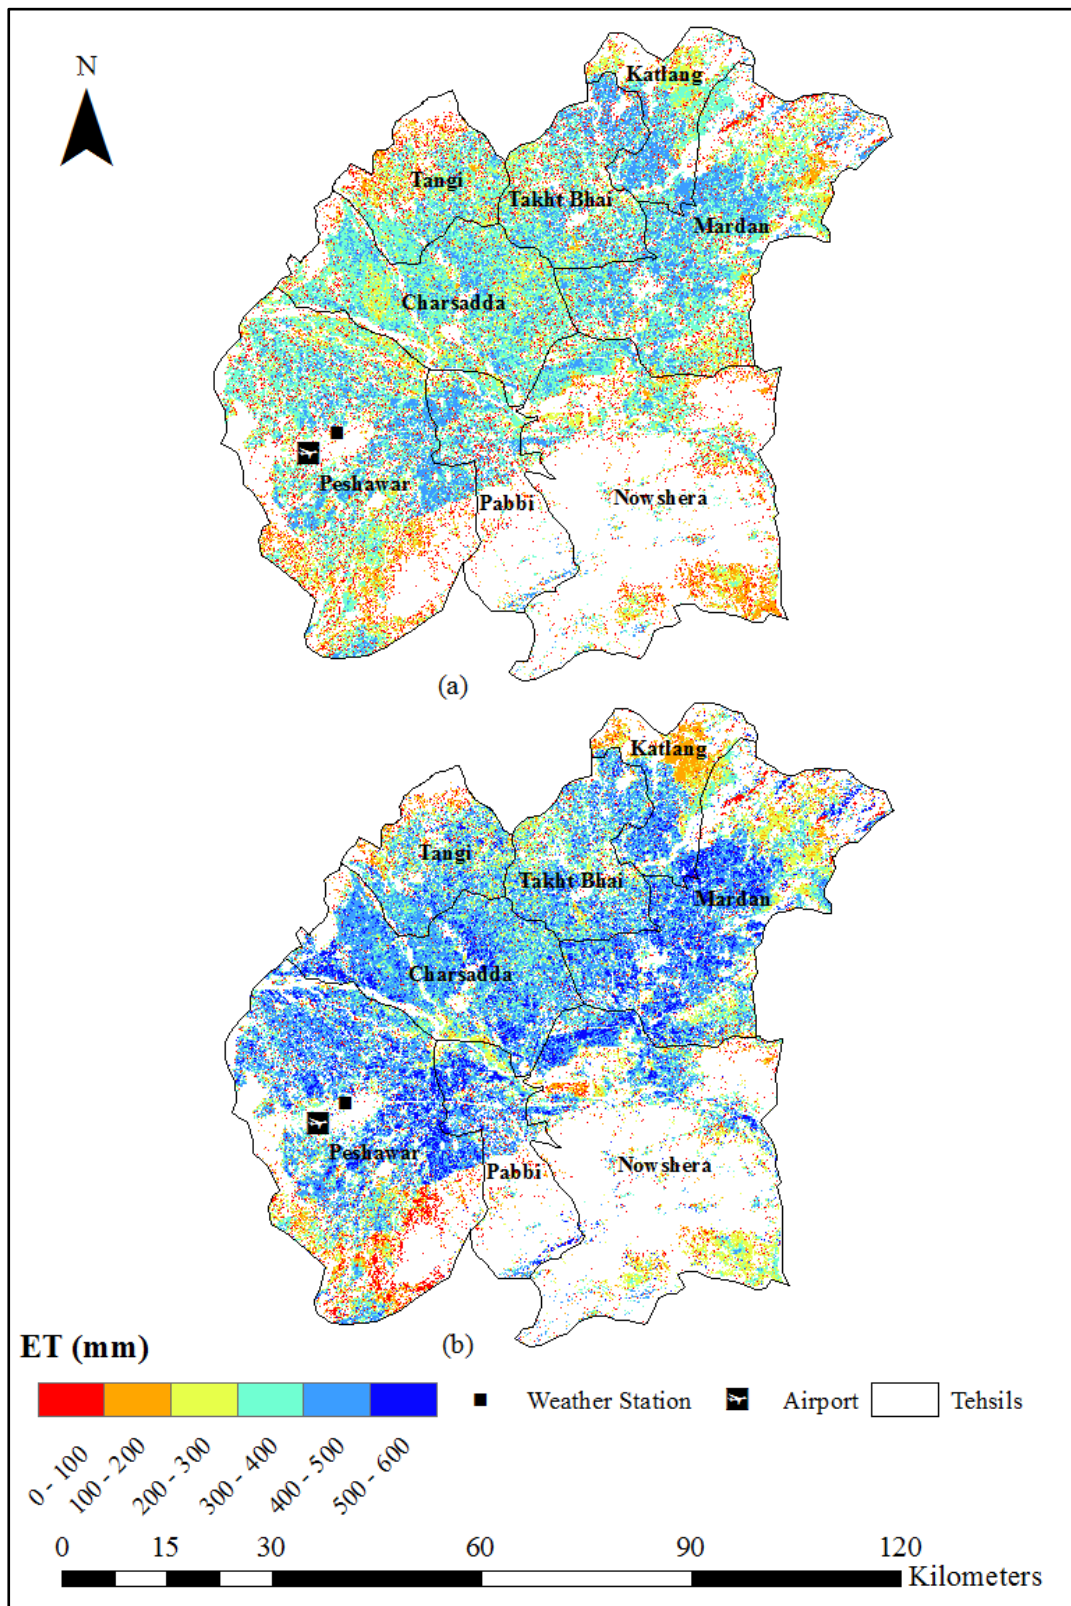 N
Katlang
Tangi
Takht Bhai
Mardan
Charsadda
Peshawar
Pabbi
Nowshera
(a)
Katlang
Tangi
Takht Bhai
Mardan
Charsadda
Peshawar
Pabbi
Nowshera
(b)
ET (mm)
Weather Station
Airport
Tehsils
0 - 100
100 - 200
200 - 300
300 - 400
400 - 500
500 - 600
0 15 30 60 90 120
Kilometers